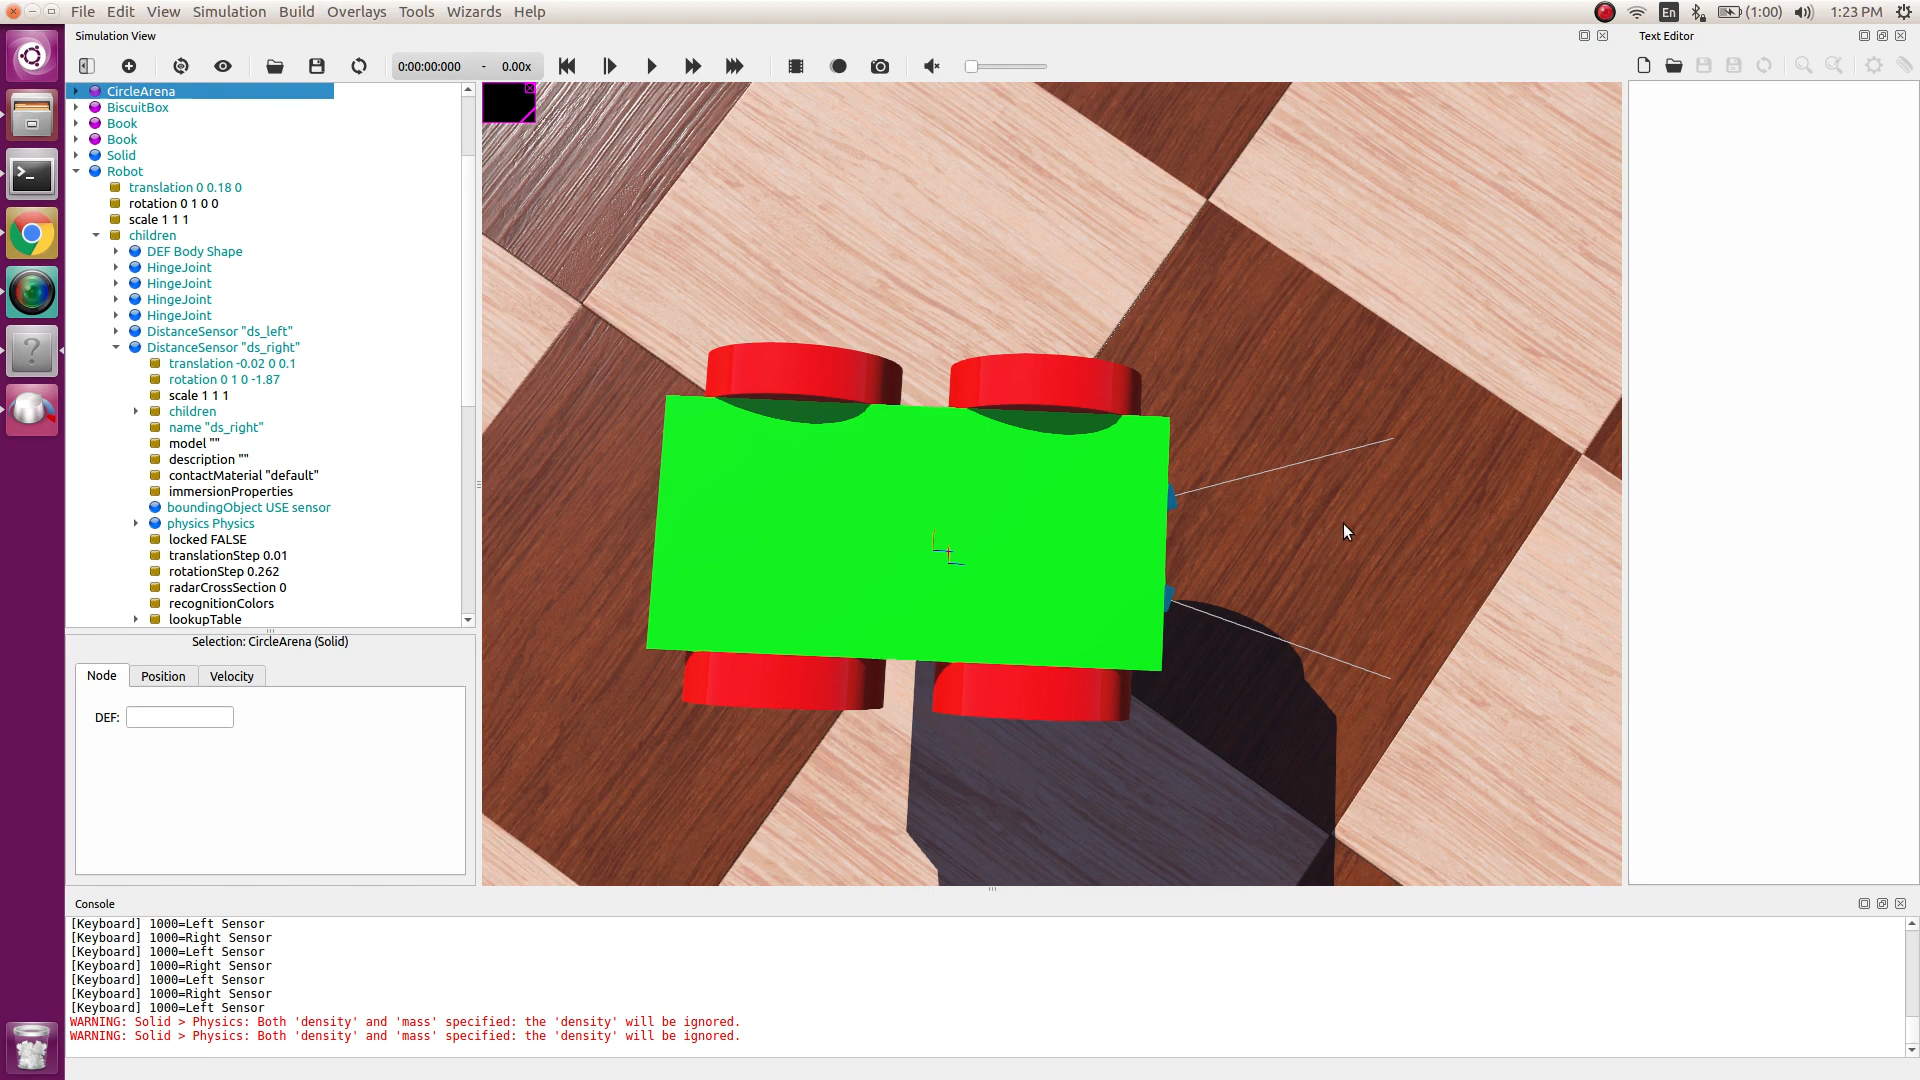 File Edit View Simulation Build Overlays Tools Wizards Help
En (1:00) 1:23 PM
Simulation View
Text Editor
0:00:00:000 - 0.00x
CircleArena
BiscuitBox
Book
Book
Solid
Robot
translation 0 0.18 0
rotation 0 1 0 0
scale 1 1 1
children
DEF Body Shape
HingeJoint
HingeJoint
HingeJoint
HingeJoint
DistanceSensor "ds_left"
DistanceSensor "ds_right"
translation -0.02 0 0.1
rotation 0 1 0 -1.87
scale 1 1 1
children
name "ds_right"
model ""
description ""
contactMaterial "default"
immersionProperties
boundingObject USE sensor
physics Physics
locked FALSE
translationStep 0.01
rotationStep 0.262
radarCrossSection 0
recognitionColors
lookupTable
Selection: CircleArena (Solid)
Node Position Velocity
DEF:
Console
[Keyboard] 1000=Left Sensor
[Keyboard] 1000=Right Sensor
[Keyboard] 1000=Left Sensor
[Keyboard] 1000=Right Sensor
[Keyboard] 1000=Left Sensor
[Keyboard] 1000=Right Sensor
[Keyboard] 1000=Left Sensor
WARNING: Solid > Physics: Both 'density' and 'mass' specified: the 'density' will be ignored.
WARNING: Solid > Physics: Both 'density' and 'mass' specified: the 'density' will be ignored.